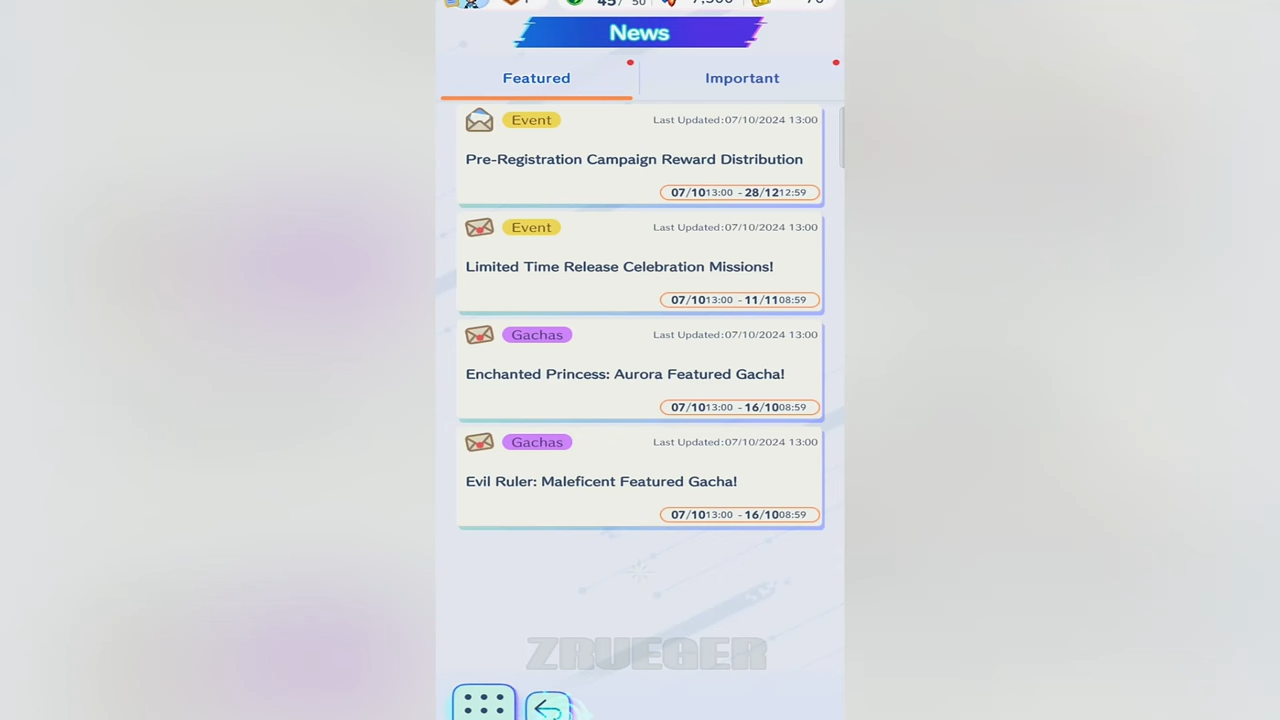 News
Featured
Important
Event
Last Updated:07/10/2024 13:00
Pre-Registration Campaign Reward Distribution
07/10 13:00 - 28/12 12:59
Event
Last Updated:07/10/2024 13:00
Limited Time Release Celebration Missions!
07/10 13:00 - 11/11 08:59
Gachas
Last Updated:07/10/2024 13:00
Enchanted Princess: Aurora Featured Gacha!
07/10 13:00 - 16/10 08:59
Gachas
Last Updated:07/10/2024 13:00
Evil Ruler: Maleficent Featured Gacha!
07/10 13:00 - 16/10 08:59
ZRUEGER